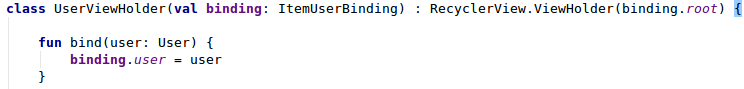 class UserViewHolder(val binding: ItemUserBinding) : RecyclerView.ViewHolder(binding.root) {
fun bind(user: User) {
binding.user = user
}